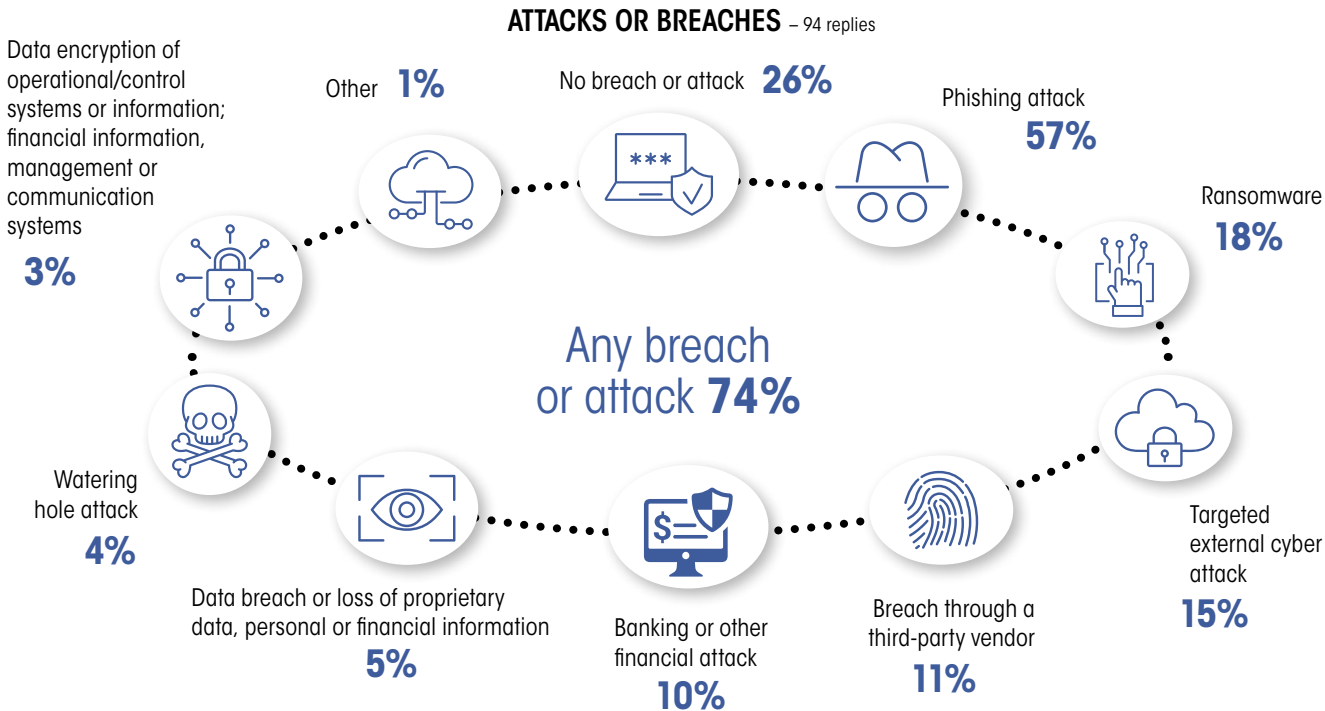 ATTACKS OR BREACHES – 94 replies
Data encryption of
operational/control
systems or information;
financial information,
management or
communication
systems
3%
Other 1%
No breach or attack 26%
***
Phishing attack
57%
Ransomware
18%
Any breach
or attack 74%
Targeted
external cyber
attack
15%
Breach through a
third-party vendor
11%
$
Banking or other
financial attack
10%
Data breach or loss of proprietary
data, personal or financial information
5%
Watering
hole attack
4%